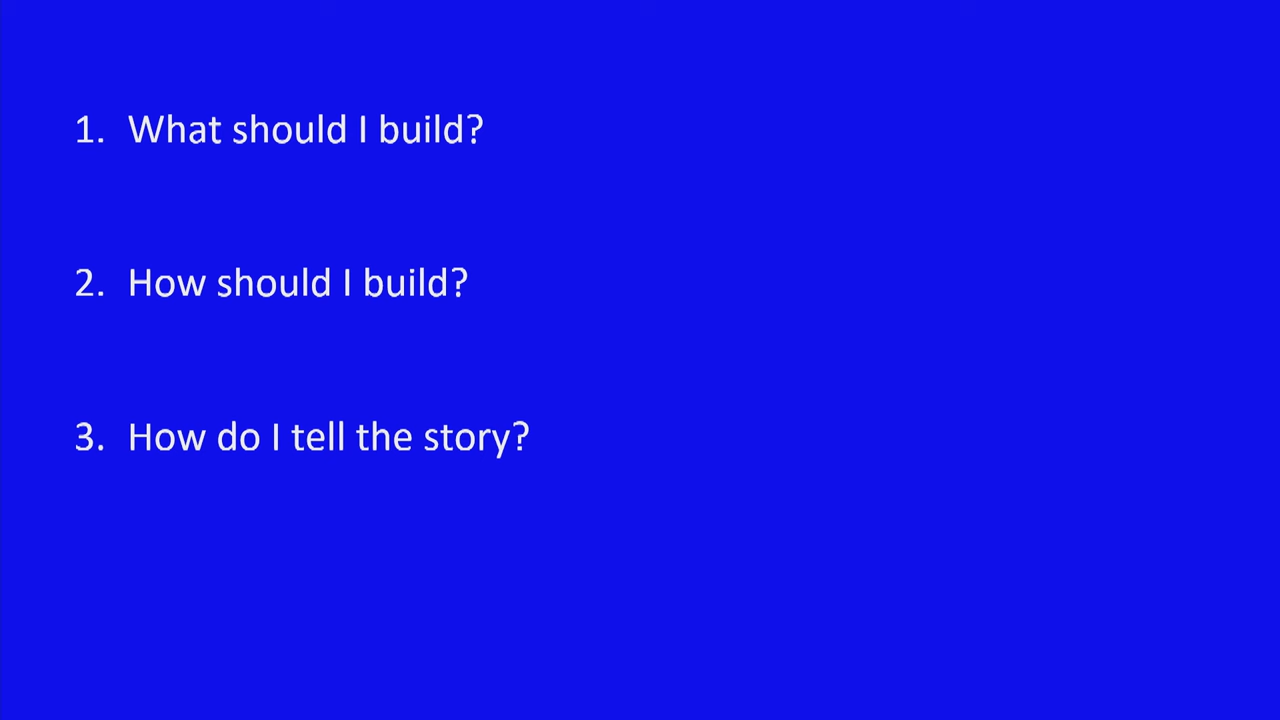 1. What should I build?
2. How should I build?
3. How do I tell the story?